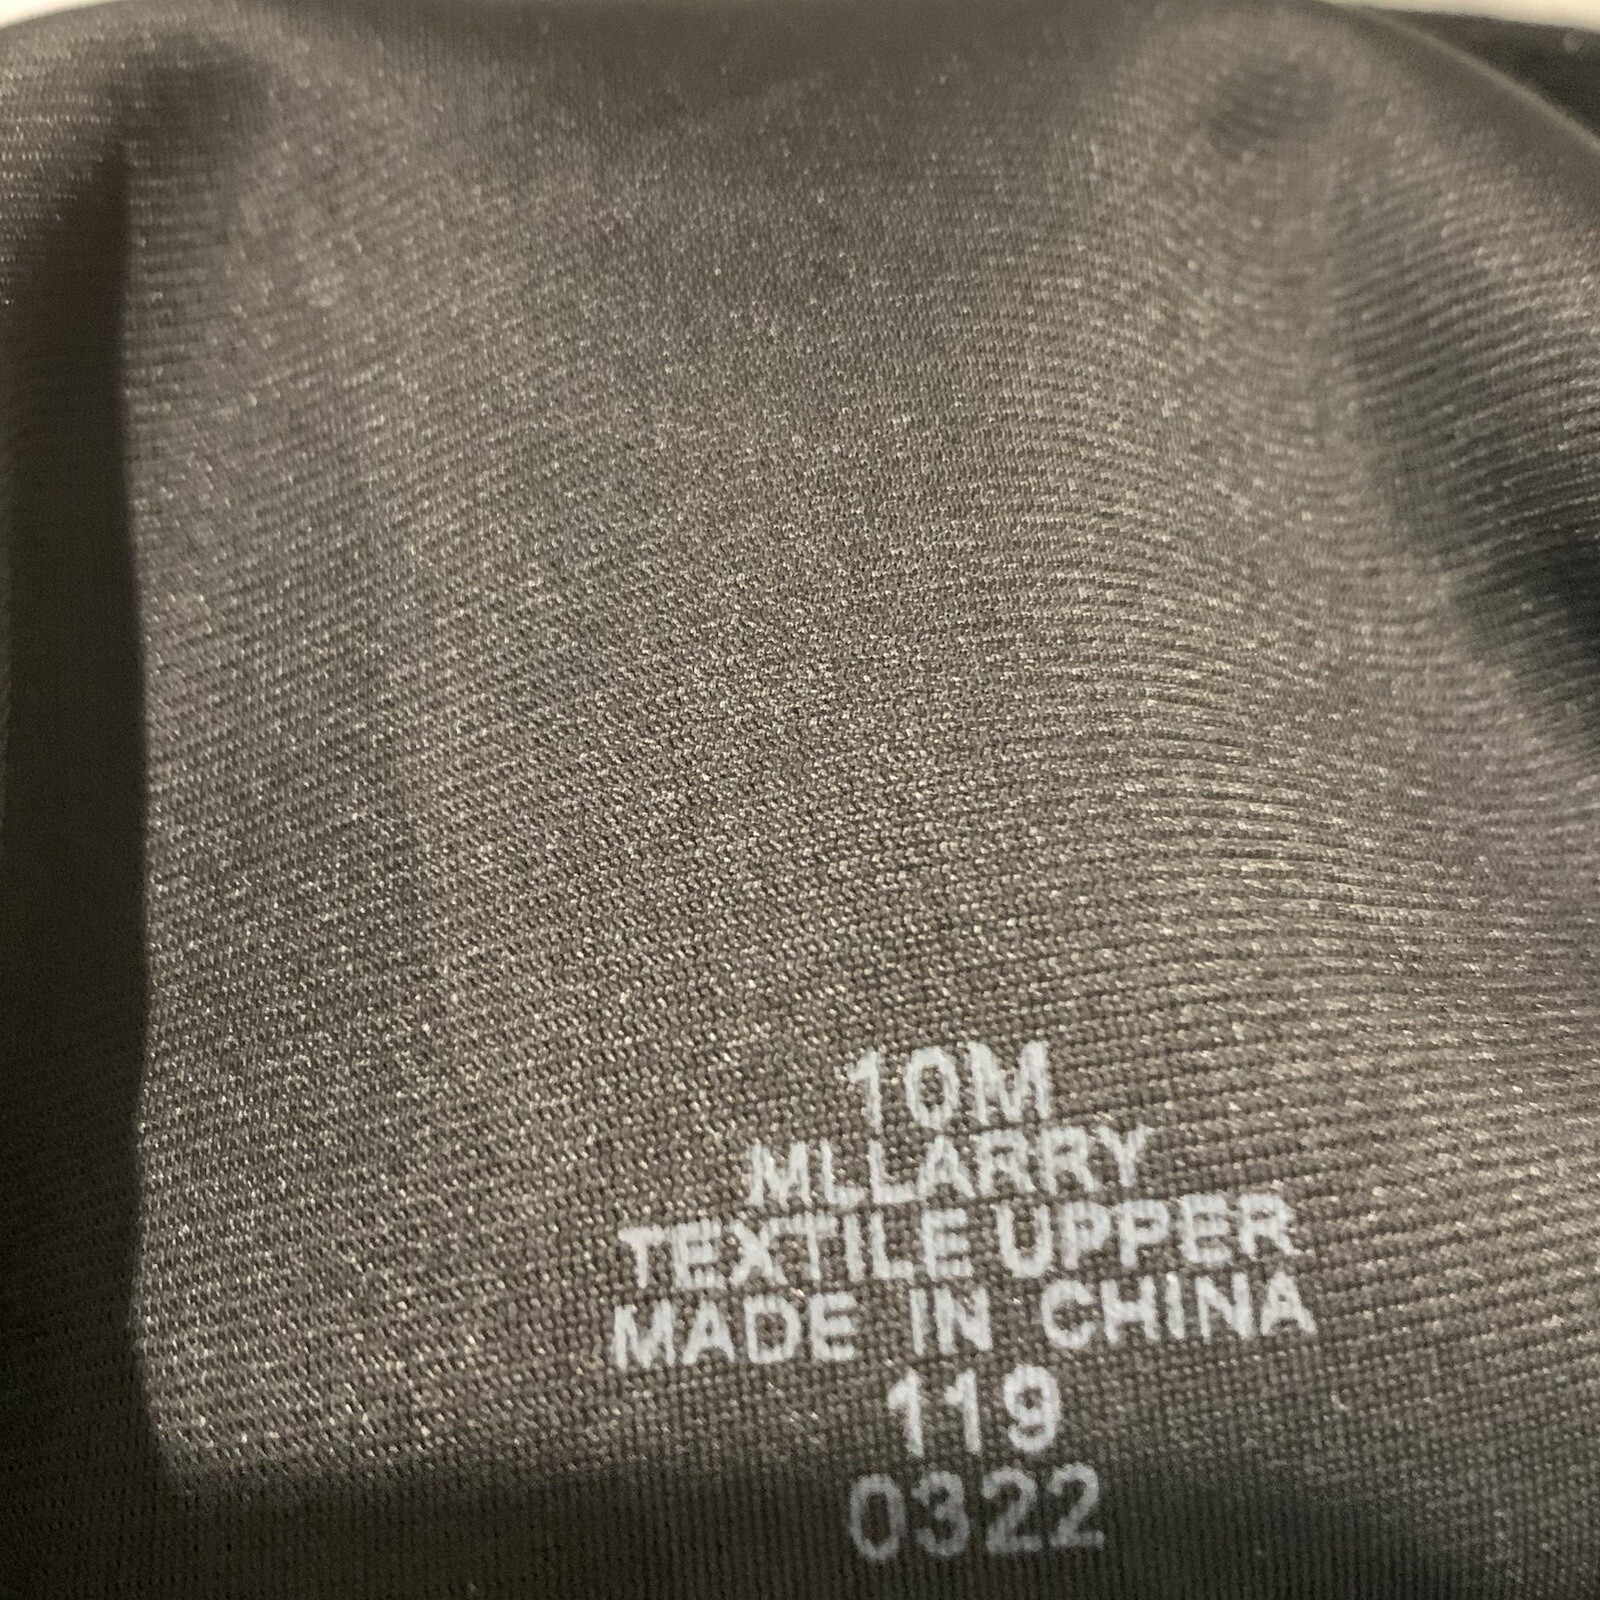 10M
MLLARRY
TEXTILE UPPER
MADE IN CHINA
119
0322